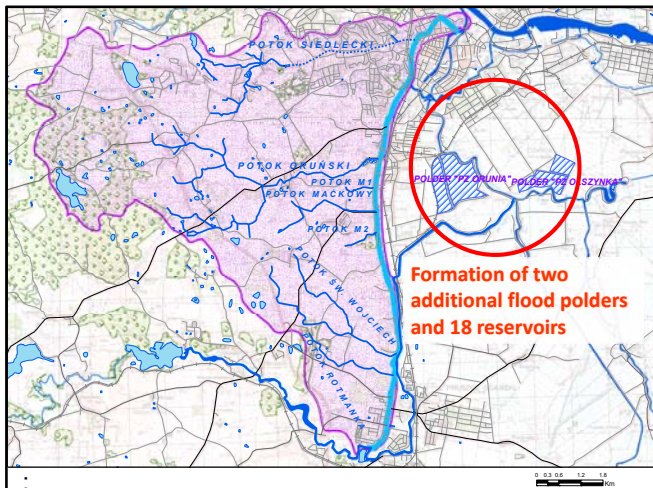 POTOK SIEDLECKI
POTOK ORUŃSKI
POTOK M1
POTOK MAĆKOWY
POTOK M2
POTOK ŚW. WOJCIECH
POTOK ROTMANKA
POLDER "PZ ORUNIA"
POLDER "PZ OLSZYNKA"
Formation of two
additional flood polders
and 18 reservoirs
0 0.3 0.6 1.2 1.8
Km